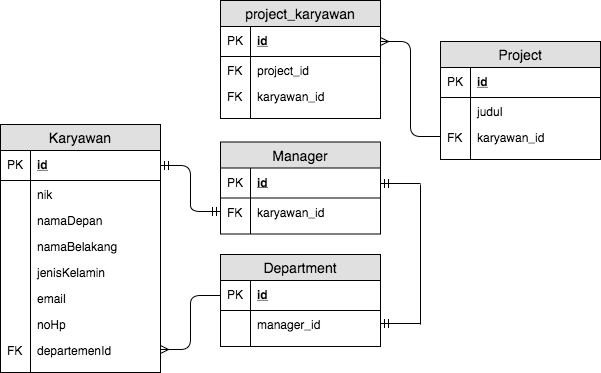 project_karyawan
PK id
FK project_id
FK karyawan_id
Project
PK id
judul
FK karyawan_id
Karyawan
PK id
nik
namaDepan
namaBelakang
jenisKelamin
email
noHp
FK departemenId
Manager
PK id
FK karyawan_id
Department
PK id
manager_id